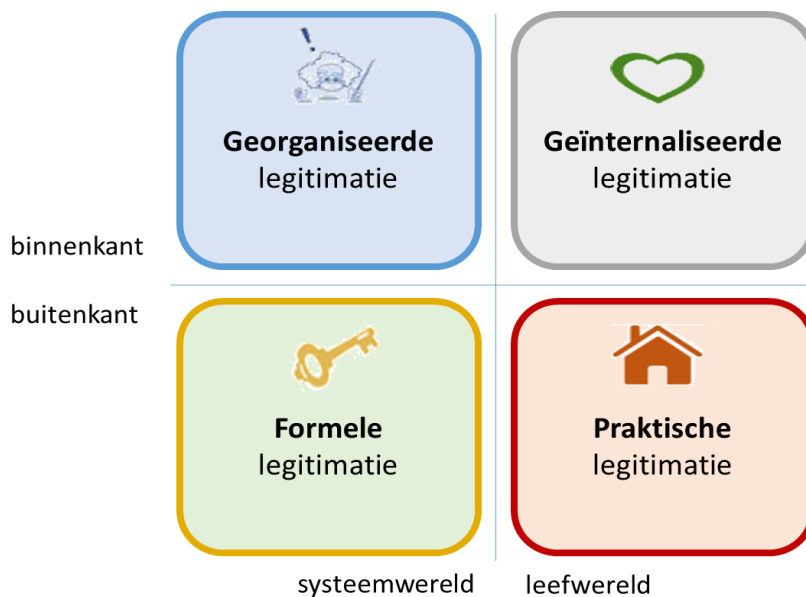 Georganiseerde
legitimatie
Geïnternaliseerde
legitimatie
binnenkant
buitenkant
Formele
legitimatie
Praktische
legitimatie
systeemwereld
leefwereld